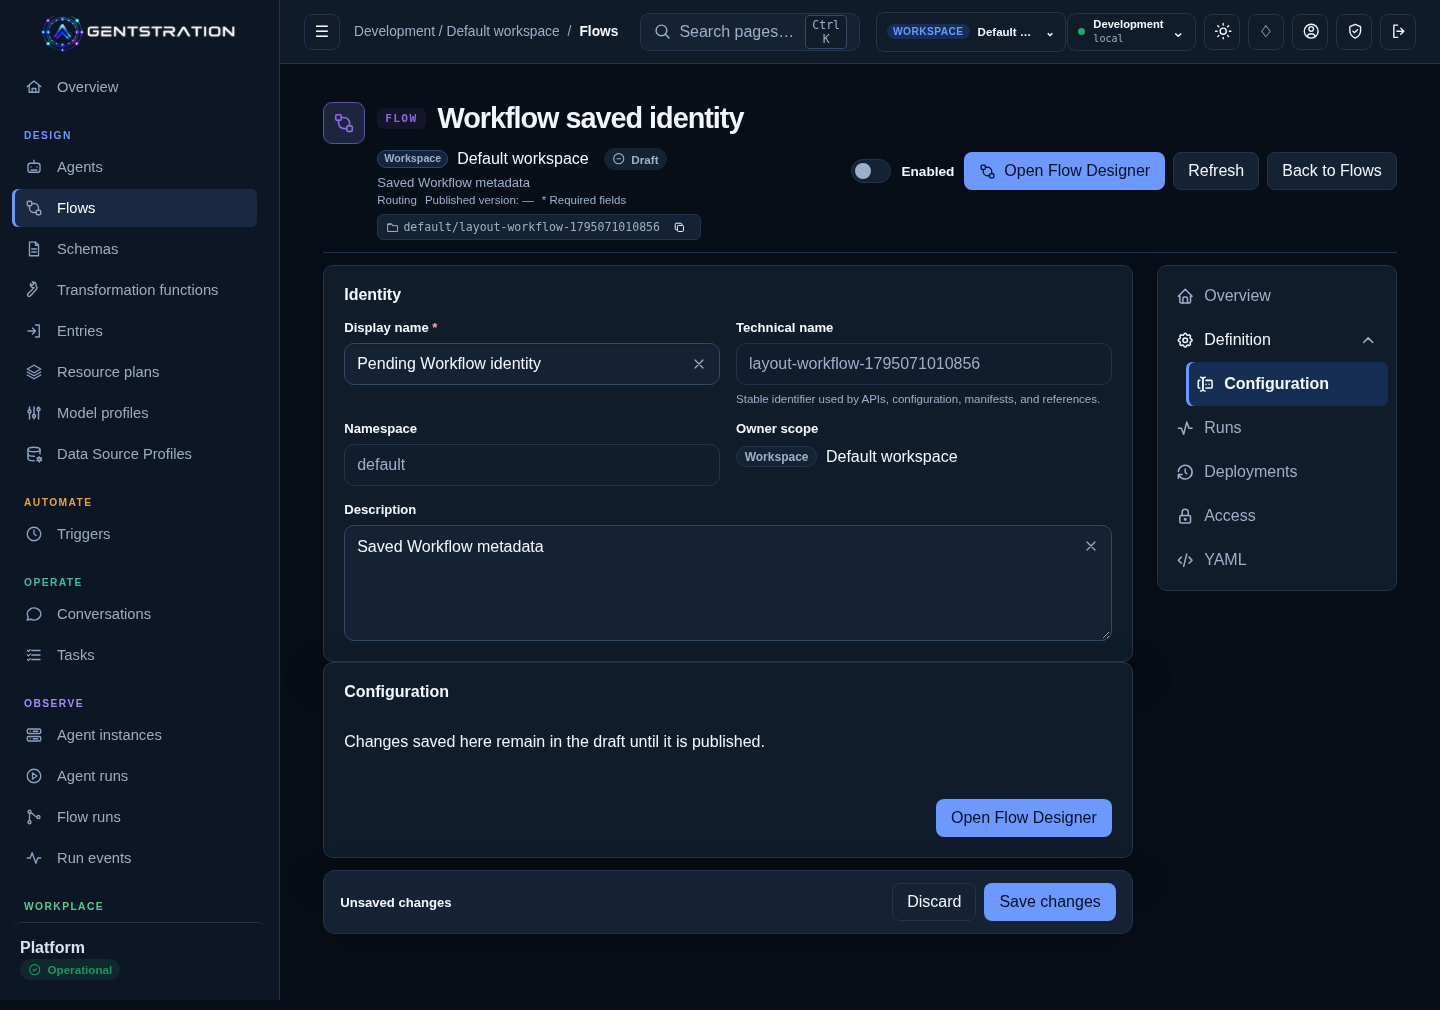 GENTSTRATION
Overview
DESIGN
Agents
Flows
Schemas
Transformation functions
Entries
Resource plans
Model profiles
Data Source Profiles
AUTOMATE
Triggers
OPERATE
Conversations
Tasks
OBSERVE
Agent instances
Agent runs
Flow runs
Run events
WORKPLACE
Platform
Operational
Development / Default workspace / Flows
Search pages…
Ctrl
K
WORKSPACE Default …
Development
local
FLOW Workflow saved identity
Workspace Default workspace Draft
Saved Workflow metadata
Routing Published version: — * Required fields
default/layout-workflow-1795071010856
Enabled
Open Flow Designer
Refresh
Back to Flows
Identity
Display name *
Pending Workflow identity
Technical name
layout-workflow-1795071010856
Stable identifier used by APIs, configuration, manifests, and references.
Namespace
default
Owner scope
Workspace Default workspace
Description
Saved Workflow metadata
Configuration
Changes saved here remain in the draft until it is published.
Open Flow Designer
Unsaved changes
Discard
Save changes
Overview
Definition
Configuration
Runs
Deployments
Access
YAML